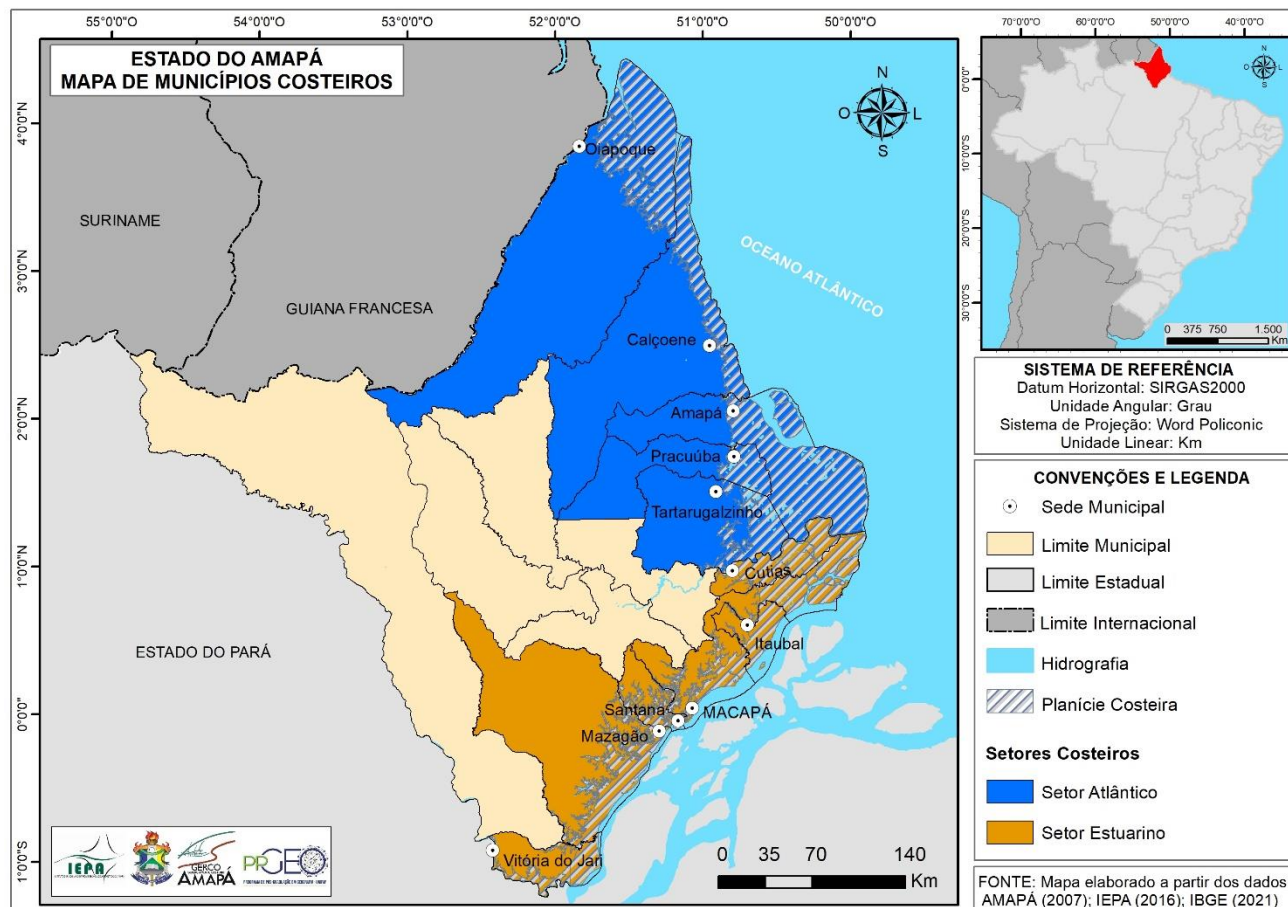 ESTADO DO AMAPÁ
MAPA DE MUNICÍPIOS COSTEIROS
55°0'0"O
54°0'0"O
53°0'0"O
52°0'0"O
51°0'0"O
50°0'0"O
4°0'0"N
3°0'0"N
2°0'0"N
1°0'0"N
0°0'0"
1°0'0"S
N
O
L
S
Oiapoque
SURINAME
GUIANA FRANCESA
OCEANO ATLÂNTICO
Calçoene
Amapá
Pracuúba
Tartarugalzinho
Cutias
Itaubal
ESTADO DO PARÁ
Santana
MACAPÁ
Mazagão
Vitória do Jari
IEPA
GERCO
AMAPÁ
PRGEO
0 35 70 140
Km
70°0'0"O
60°0'0"O
50°0'0"O
40°0'0"O
0°0'0"
10°0'0"S
20°0'0"S
30°0'0"S
N
O
L
S
0 375 750 1.500
Km
SISTEMA DE REFERÊNCIA
Datum Horizontal: SIRGAS2000
Unidade Angular: Grau
Sistema de Projeção: Word Policonic
Unidade Linear: Km
CONVENÇÕES E LEGENDA
Sede Municipal
Limite Municipal
Limite Estadual
Limite Internacional
Hidrografia
Planície Costeira
Setores Costeiros
Setor Atlântico
Setor Estuarino
FONTE: Mapa elaborado a partir dos dados
AMAPÁ (2007); IEPA (2016); IBGE (2021)